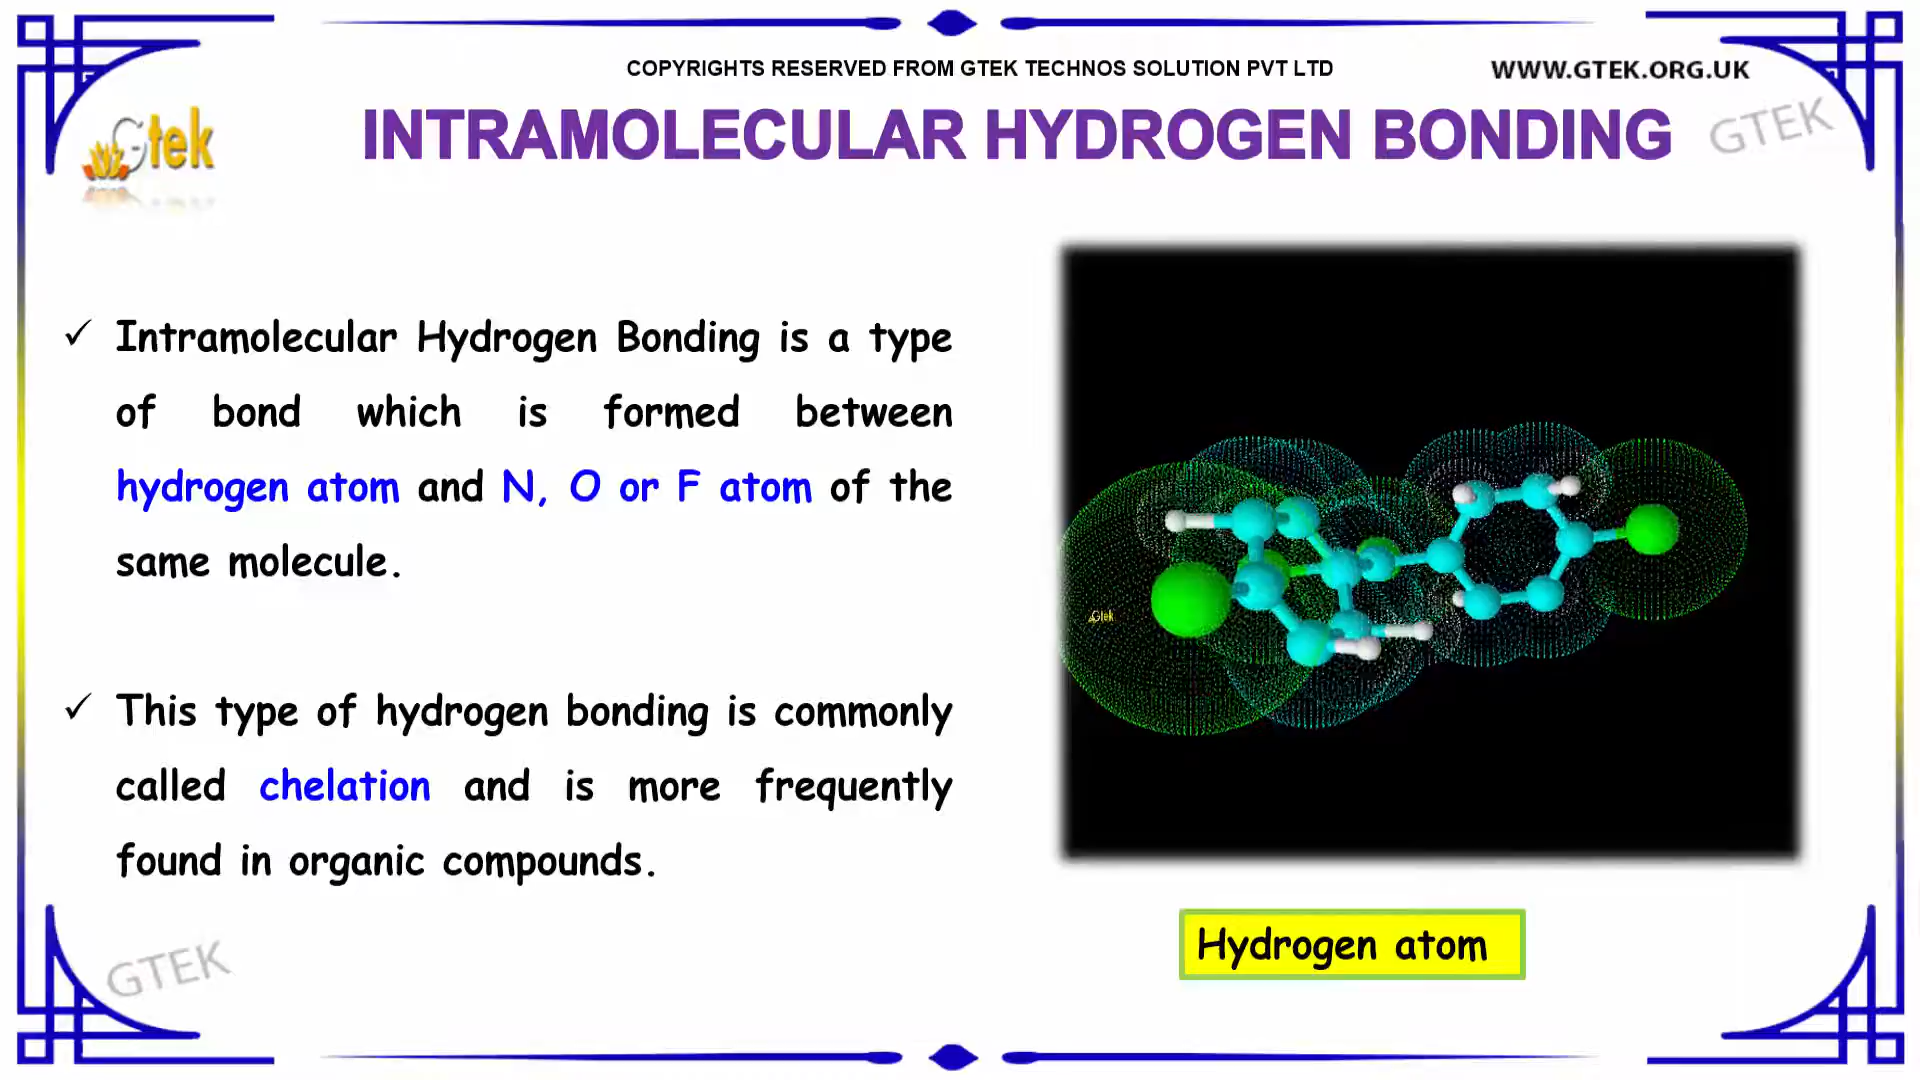 COPYRIGHTS RESERVED FROM GTEK TECHNOS SOLUTION PVT LTD
WWW.GTEK.ORG.UK
Gtek
INTRAMOLECULAR HYDROGEN BONDING
GTEK
✓ Intramolecular Hydrogen Bonding is a type
of bond which is formed between
hydrogen atom and N, O or F atom of the
same molecule.
Gtek
✓ This type of hydrogen bonding is commonly
called chelation and is more frequently
found in organic compounds.
Hydrogen atom
GTEK